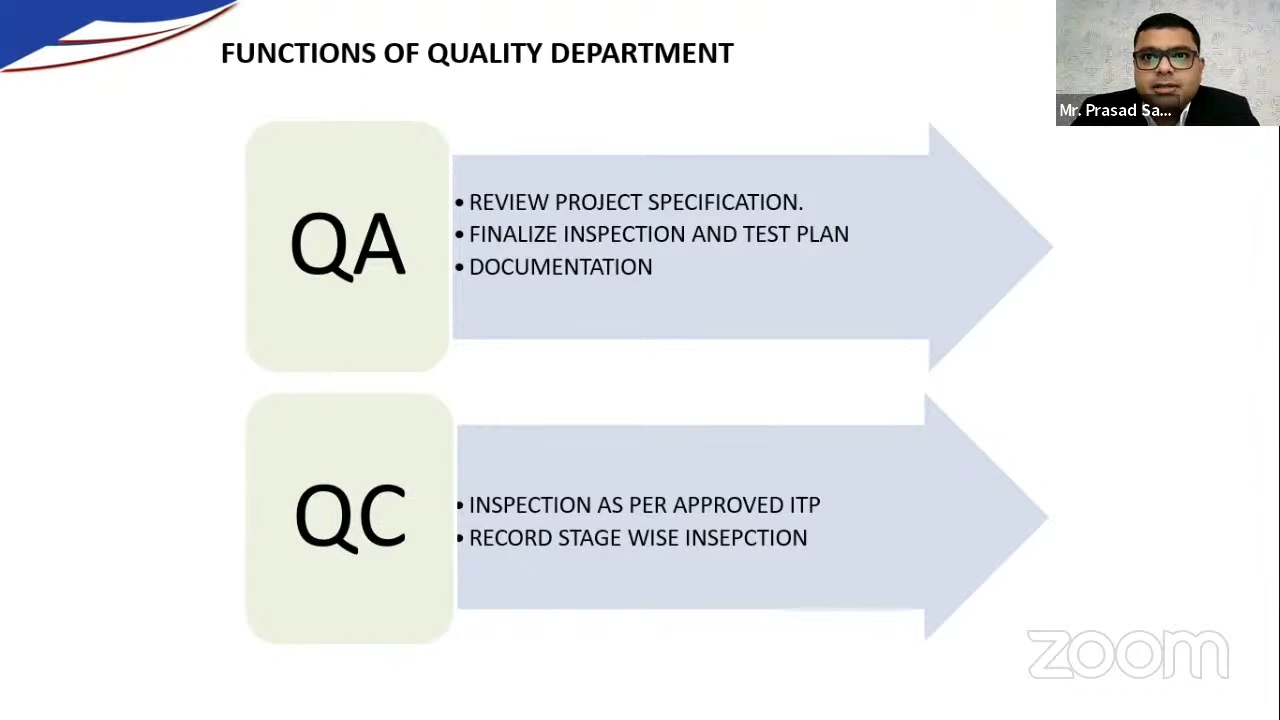 FUNCTIONS OF QUALITY DEPARTMENT
Mr. Prasad Sa...
QA
• REVIEW PROJECT SPECIFICATION.
• FINALIZE INSPECTION AND TEST PLAN
• DOCUMENTATION
QC
• INSPECTION AS PER APPROVED ITP
• RECORD STAGE WISE INSEPCTION
zoom